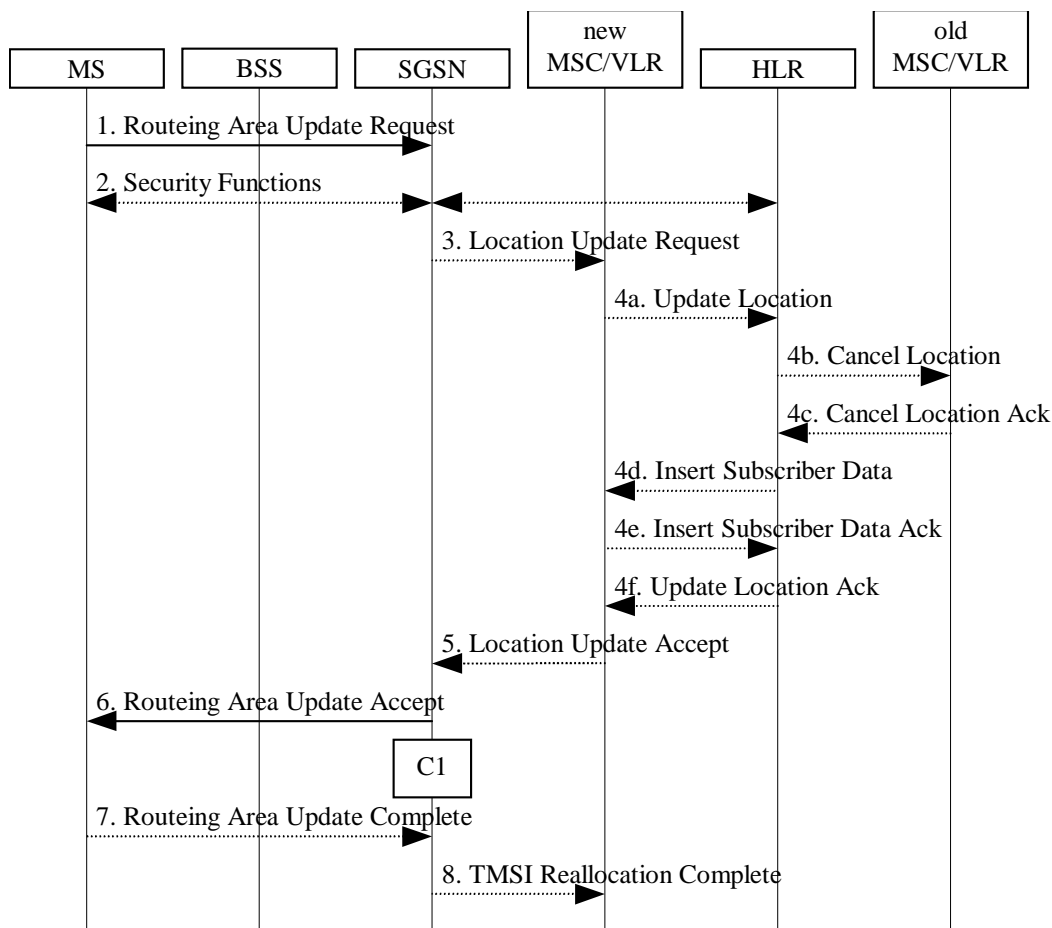 new
MSC/VLR
old
MSC/VLR
MS
BSS
SGSN
HLR
1. Routeing Area Update Request
2. Security Functions
3. Location Update Request
4a. Update Location
4b. Cancel Location
4c. Cancel Location Ack
4d. Insert Subscriber Data
4e. Insert Subscriber Data Ack
4f. Update Location Ack
5. Location Update Accept
6. Routeing Area Update Accept
C1
7. Routeing Area Update Complete
8. TMSI Reallocation Complete